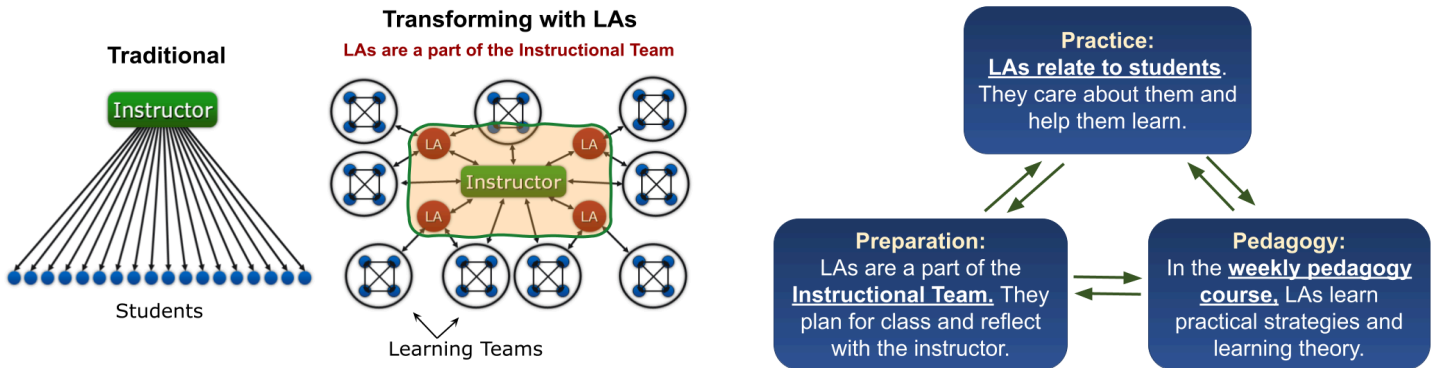 Traditional
Instructor
Students
Transforming with LAs
LAs are a part of the Instructional Team
LA
LA
Instructor
LA
LA
Learning Teams
Practice:
LAs relate to students.
They care about them and
help them learn.
Preparation:
LAs are a part of the
Instructional Team. They
plan for class and reflect
with the instructor.
Pedagogy:
In the weekly pedagogy
course, LAs learn
practical strategies and
learning theory.